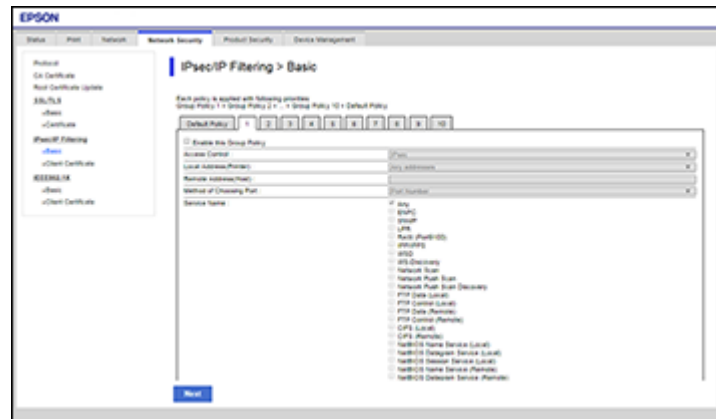 EPSON
Status Print Network Network Security Product Security Device Management
Protocol
CA Certificate
Root Certificate Update
SSL/TLS
»Basic
»Certificate
IPsec/IP Filtering
»Basic
»Client Certificate
IEEE802.1X
»Basic
»Client Certificate
IPsec/IP Filtering > Basic
Each policy is applied with following priorities:
Group Policy 1 > Group Policy 2 > ... > Group Policy 10 > Default Policy
Default Policy 1 2 3 4 5 6 7 8 9 10
Enable this Group Policy
Access Control : IPsec
Local Address(Printer) : Any addresses
Remote Address(Host) :
Method of Choosing Port : Port Number
Service Name : Any
ENPC
SNMP
LPR
RAW (Port9100)
IPP/IPPS
WSD
WS-Discovery
Network Scan
Network Push Scan
Network Push Scan Discovery
FTP Data (Local)
FTP Control (Local)
FTP Data (Remote)
FTP Control (Remote)
CIFS (Local)
CIFS (Remote)
NetBIOS Name Service (Local)
NetBIOS Datagram Service (Local)
NetBIOS Session Service (Local)
NetBIOS Name Service (Remote)
NetBIOS Datagram Service (Remote)
Next